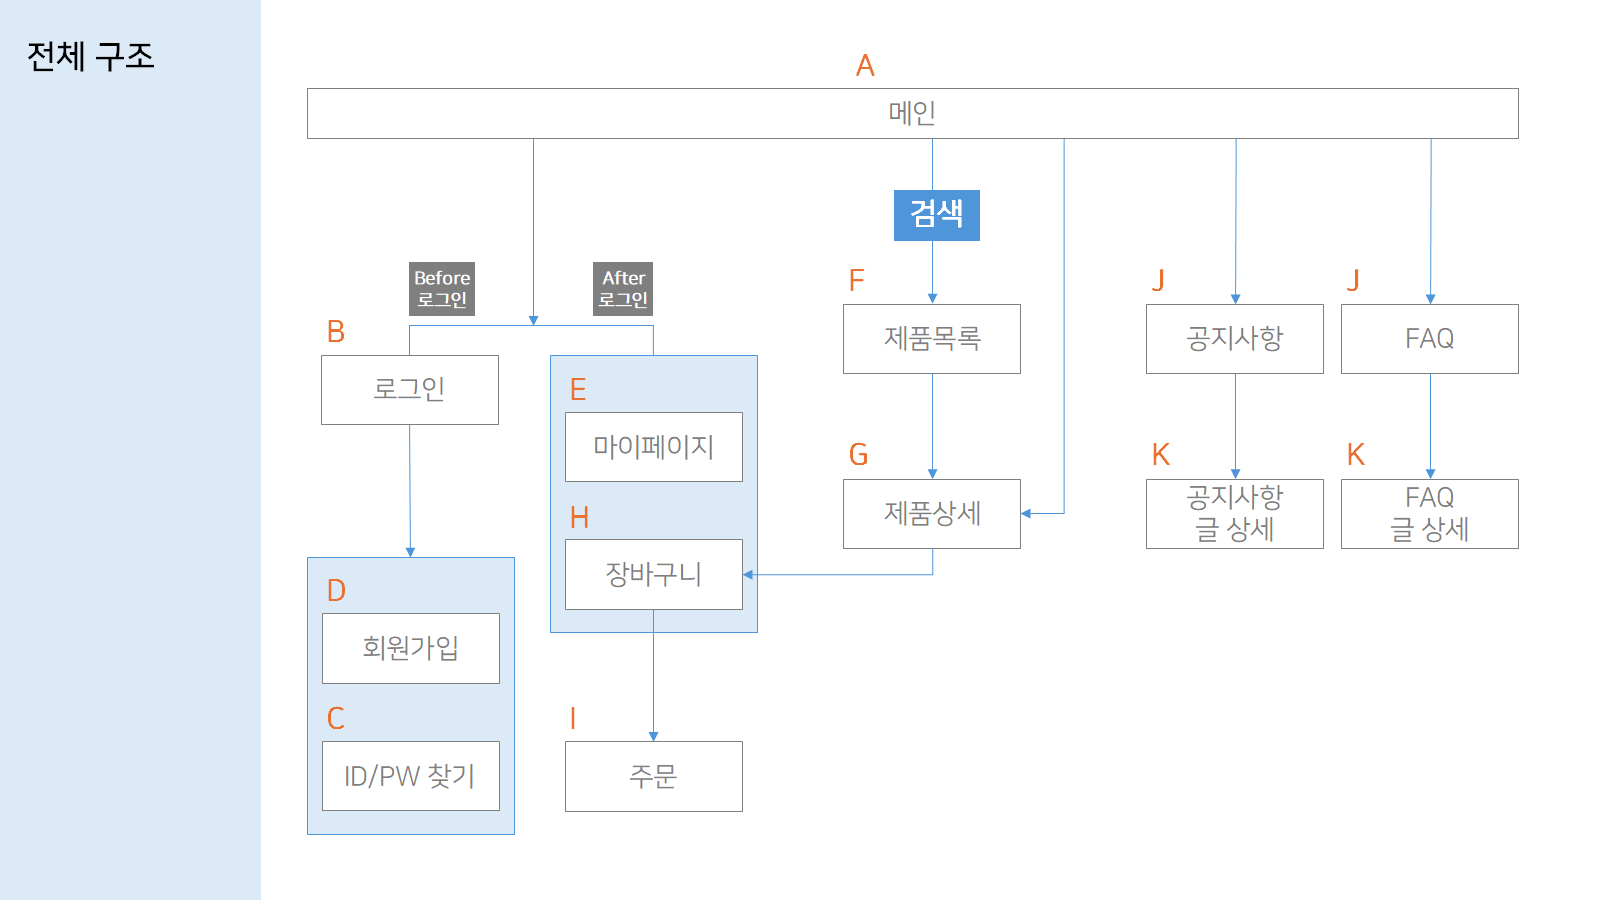 전체 구조
A
메인
검색
Before
로그인
After
로그인
B
로그인
E
마이페이지
H
장바구니
D
회원가입
C
ID/PW 찾기
I
주문
F
제품목록
G
제품상세
J
공지사항
K
공지사항
글 상세
J
FAQ
K
FAQ
글 상세